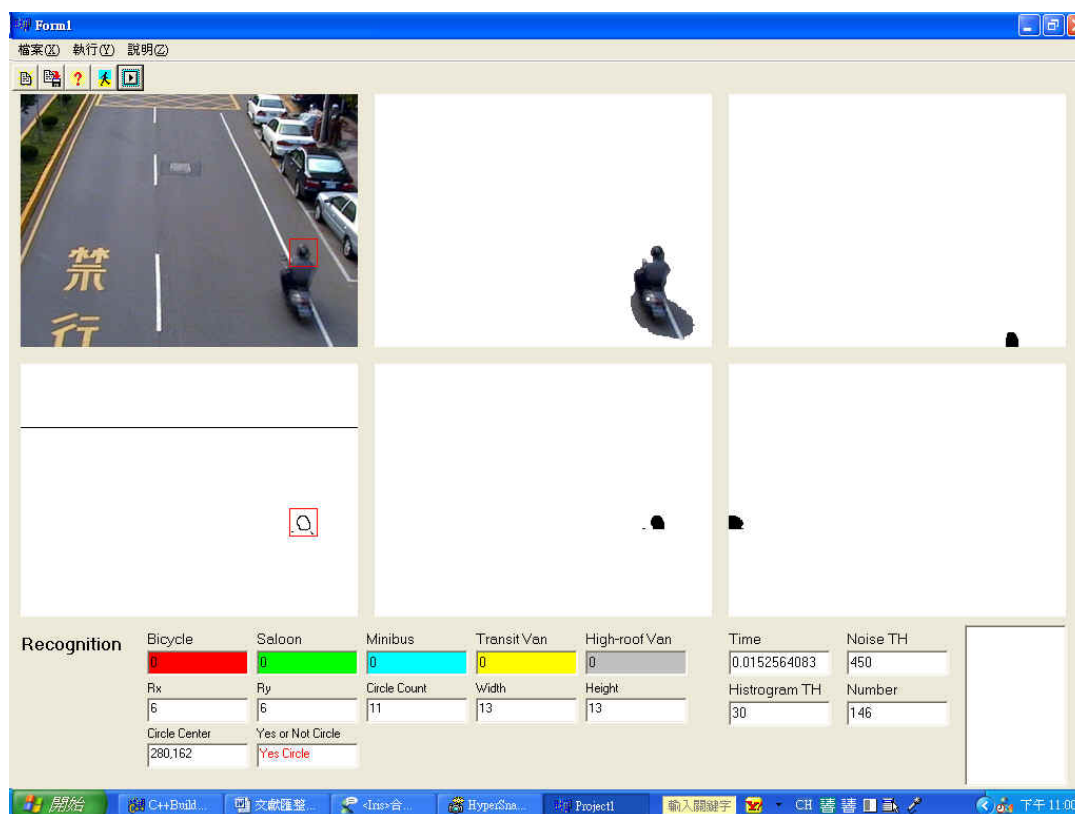 Form1
檔案(X) 執行(Y) 說明(Z)
禁
行
Recognition
Bicycle Saloon Minibus Transit Van High-roof Van Time Noise TH
0 0 0 0 0 0.0152564083 450
Rx Ry Circle Count Width Height Histrogram TH Number
6 6 11 13 13 30 146
Circle Center Yes or Not Circle
280,162 Yes Circle
開始 C++Build... 文獻匯整... <Iris>合... HyperSna... Project1 輸入關鍵字 CH 下午 11:00